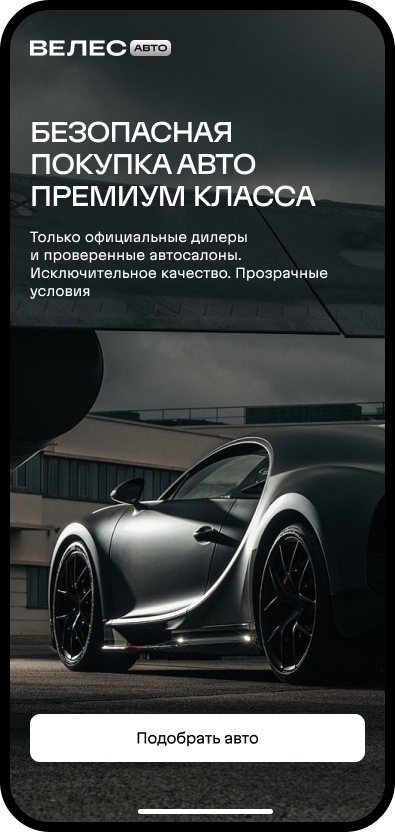 ВЕЛЕС АВТО
БЕЗОПАСНАЯ
ПОКУПКА АВТО
ПРЕМИУМ КЛАССА
Только официальные дилеры
и проверенные автосалоны.
Исключительное качество. Прозрачные
условия
Подобрать авто